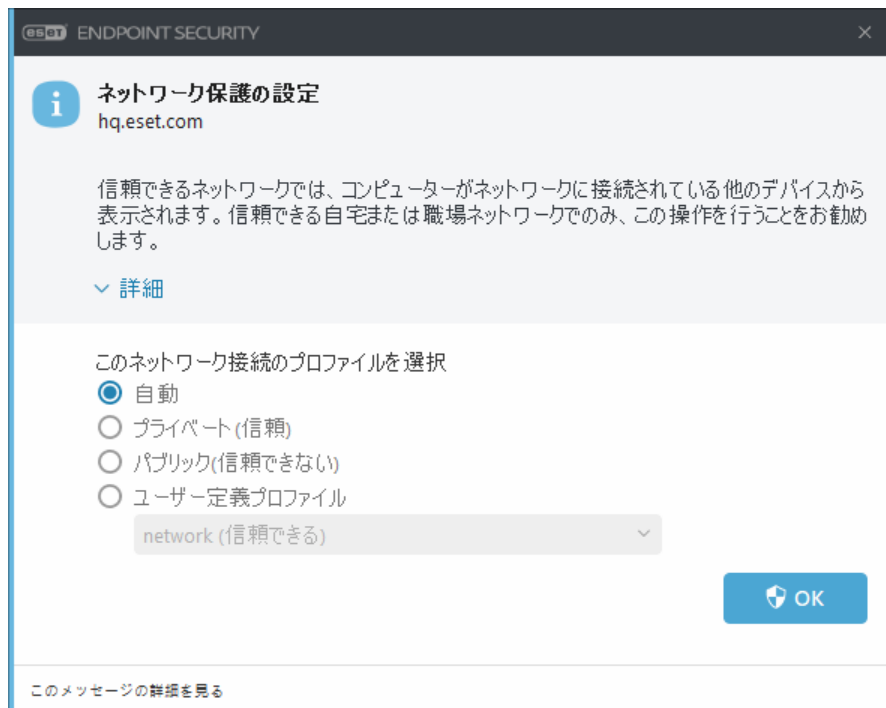 eset ENDPOINT SECURITY
ネットワーク保護の設定
hq.eset.com
信頼できるネットワークでは、コンピューターがネットワークに接続されている他のデバイスから
表示されます。信頼できる自宅または職場ネットワークでのみ、この操作を行うことをお勧め
します。
詳細
このネットワーク接続のプロファイルを選択
自動
プライベート(信頼)
パブリック(信頼できない)
ユーザー定義プロファイル
network (信頼できる)
OK
このメッセージの詳細を見る